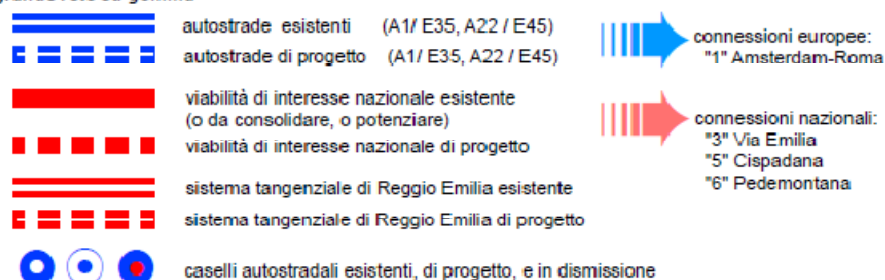 autostrade esistenti (A1/ E35, A22 / E45)
autostrade di progetto (A1/ E35, A22 / E45)
viabilità di interesse nazionale esistente
(o da consolidare, o potenziare)
viabilità di interesse nazionale di progetto
sistema tangenziale di Reggio Emilia esistente
sistema tangenziale di Reggio Emilia di progetto
caselli autostradali esistenti, di progetto, e in dismissione
connessioni europee:
"1" Amsterdam-Roma
connessioni nazionali:
"3" Via Emilia
"5" Cispadana
"6" Pedemontana